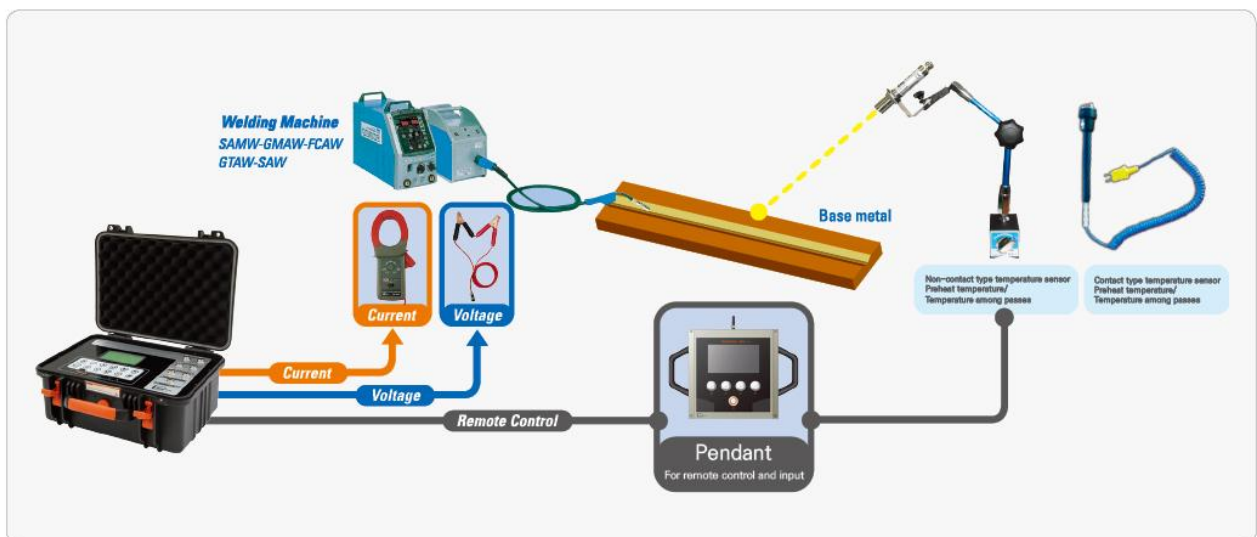 Welding Machine
SAMW-GMAW-FCAW
GTAW-SAW
Base metal
Non-contact type temperature sensor
Preheat temperature/
Temperature among passes
Contact type temperature sensor
Preheat temperature/
Temperature among passes
Current
Voltage
Current
Voltage
Remote Control
Pendant
For remote control and input